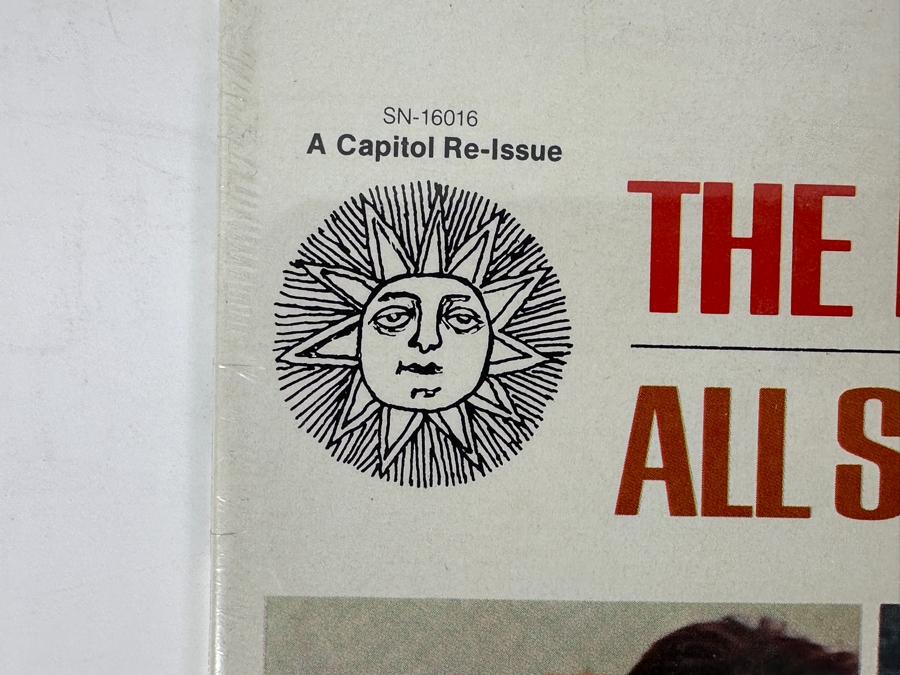 SN-16016
A Capitol Re-Issue
THE
ALL S